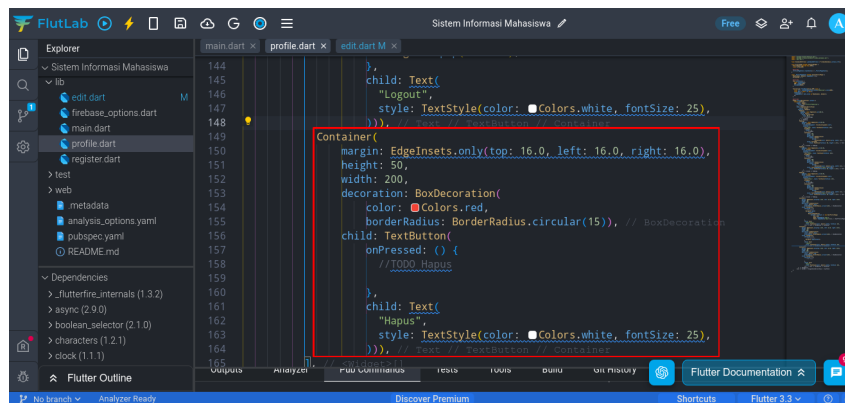 FlutLab
Sistem Informasi Mahasiswa
Free
A
Explorer
main.dart ×
profile.dart ×
edit.dart M ×
Sistem Informasi Mahasiswa
lib
edit.dart M
firebase_options.dart
main.dart
profile.dart
register.dart
test
web
.metadata
analysis_options.yaml
pubspec.yaml
README.md
Dependencies
_flutterfire_internals (1.3.2)
async (2.9.0)
boolean_selector (2.1.0)
characters (1.2.1)
clock (1.1.1)
Flutter Outline
144 },
145 child: Text(
146 "Logout",
147 style: TextStyle(color: Colors.white, fontSize: 25),
148 ))), // Text // TextButton // Container
149 Container(
150 margin: EdgeInsets.only(top: 16.0, left: 16.0, right: 16.0),
151 height: 50,
152 width: 200,
153 decoration: BoxDecoration(
154 color: Colors.red,
155 borderRadius: BorderRadius.circular(15)), // BoxDecoration
156 child: TextButton(
157 onPressed: () {
158 //TODO Hapus
159
160 },
161 child: Text(
162 "Hapus",
163 style: TextStyle(color: Colors.white, fontSize: 25),
164 ))), // Text // TextButton // Container
165 ], // <Widget>[]
Outputs
Analyzer
Pub Commands
Tests
Tools
Build
Git History
Flutter Documentation
No branch
Analyzer Ready
Discover Premium
Shortcuts
Flutter 3.3